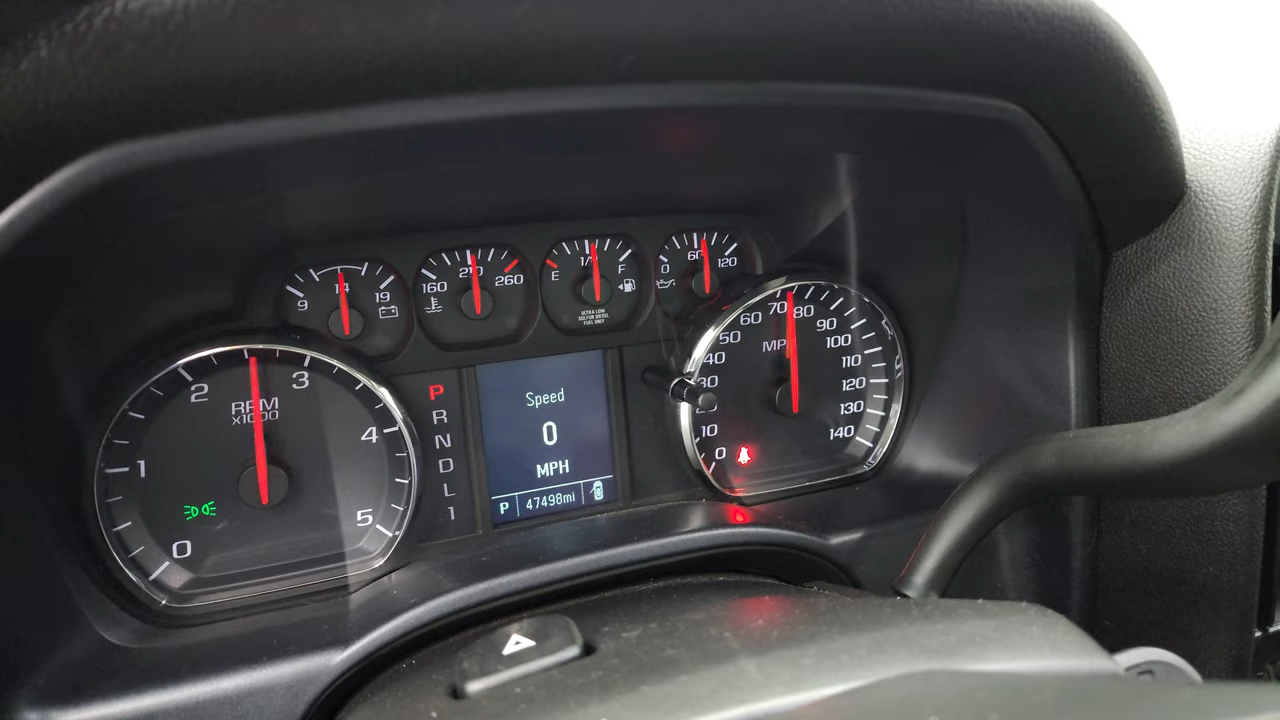 9 14 19
160 210 260
E 1/2 F
ULTRA LOW
SULFUR DIESEL
FUEL ONLY
0 60 120
0 1 2 3 4 5
RPM
x1000
P
R
N
D
L
1
Speed
0
MPH
P 47498mi
0 10 20 30 40 50 60 70 80 90 100 110 120 130 140
MPH